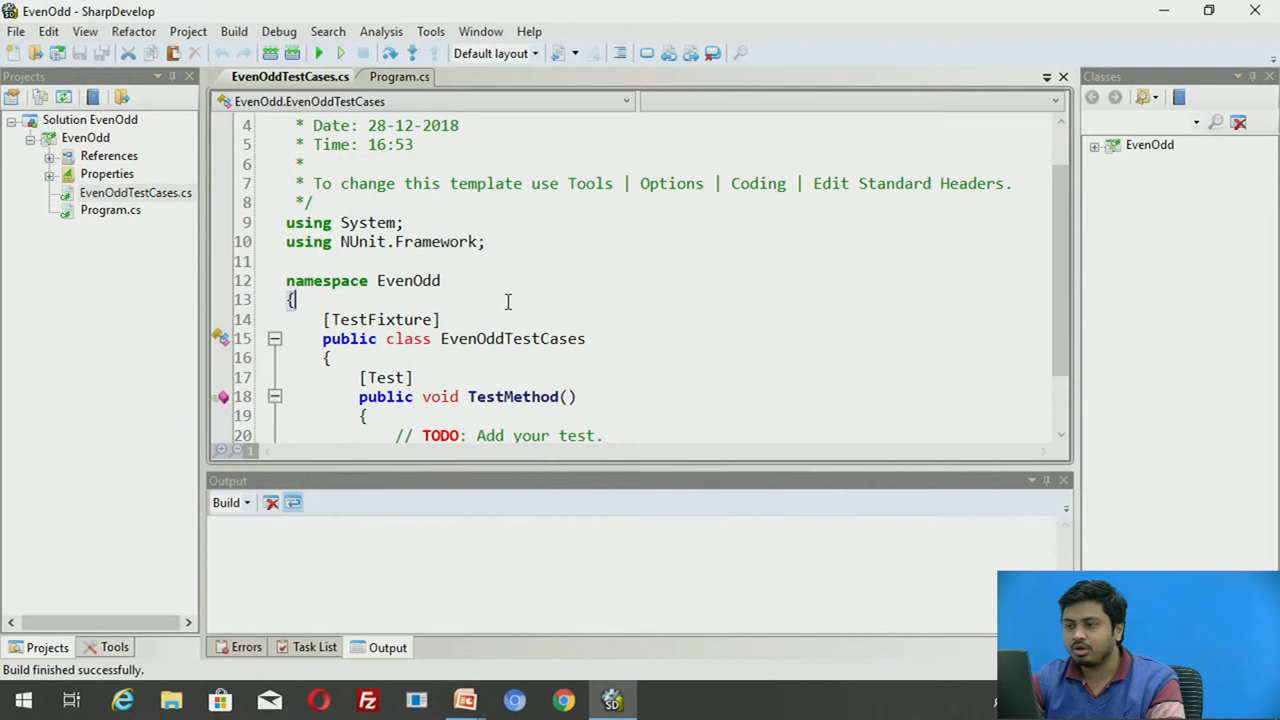 EvenOdd - SharpDevelop
File Edit View Refactor Project Build Debug Search Analysis Tools Window Help
Default layout
Projects
EvenOddTestCases.cs Program.cs
Classes
EvenOdd.EvenOddTestCases
Solution EvenOdd
EvenOdd
References
Properties
EvenOddTestCases.cs
Program.cs
4 * Date: 28-12-2018
5 * Time: 16:53
6 *
7 * To change this template use Tools | Options | Coding | Edit Standard Headers.
8 */
9 using System;
10 using NUnit.Framework;
11
12 namespace EvenOdd
13 {
14 [TestFixture]
15 public class EvenOddTestCases
16 {
17 [Test]
18 public void TestMethod()
19 {
20 // TODO: Add your test.
1
EvenOdd
Output
Build
Projects Tools
Errors Task List Output
Build finished successfully.